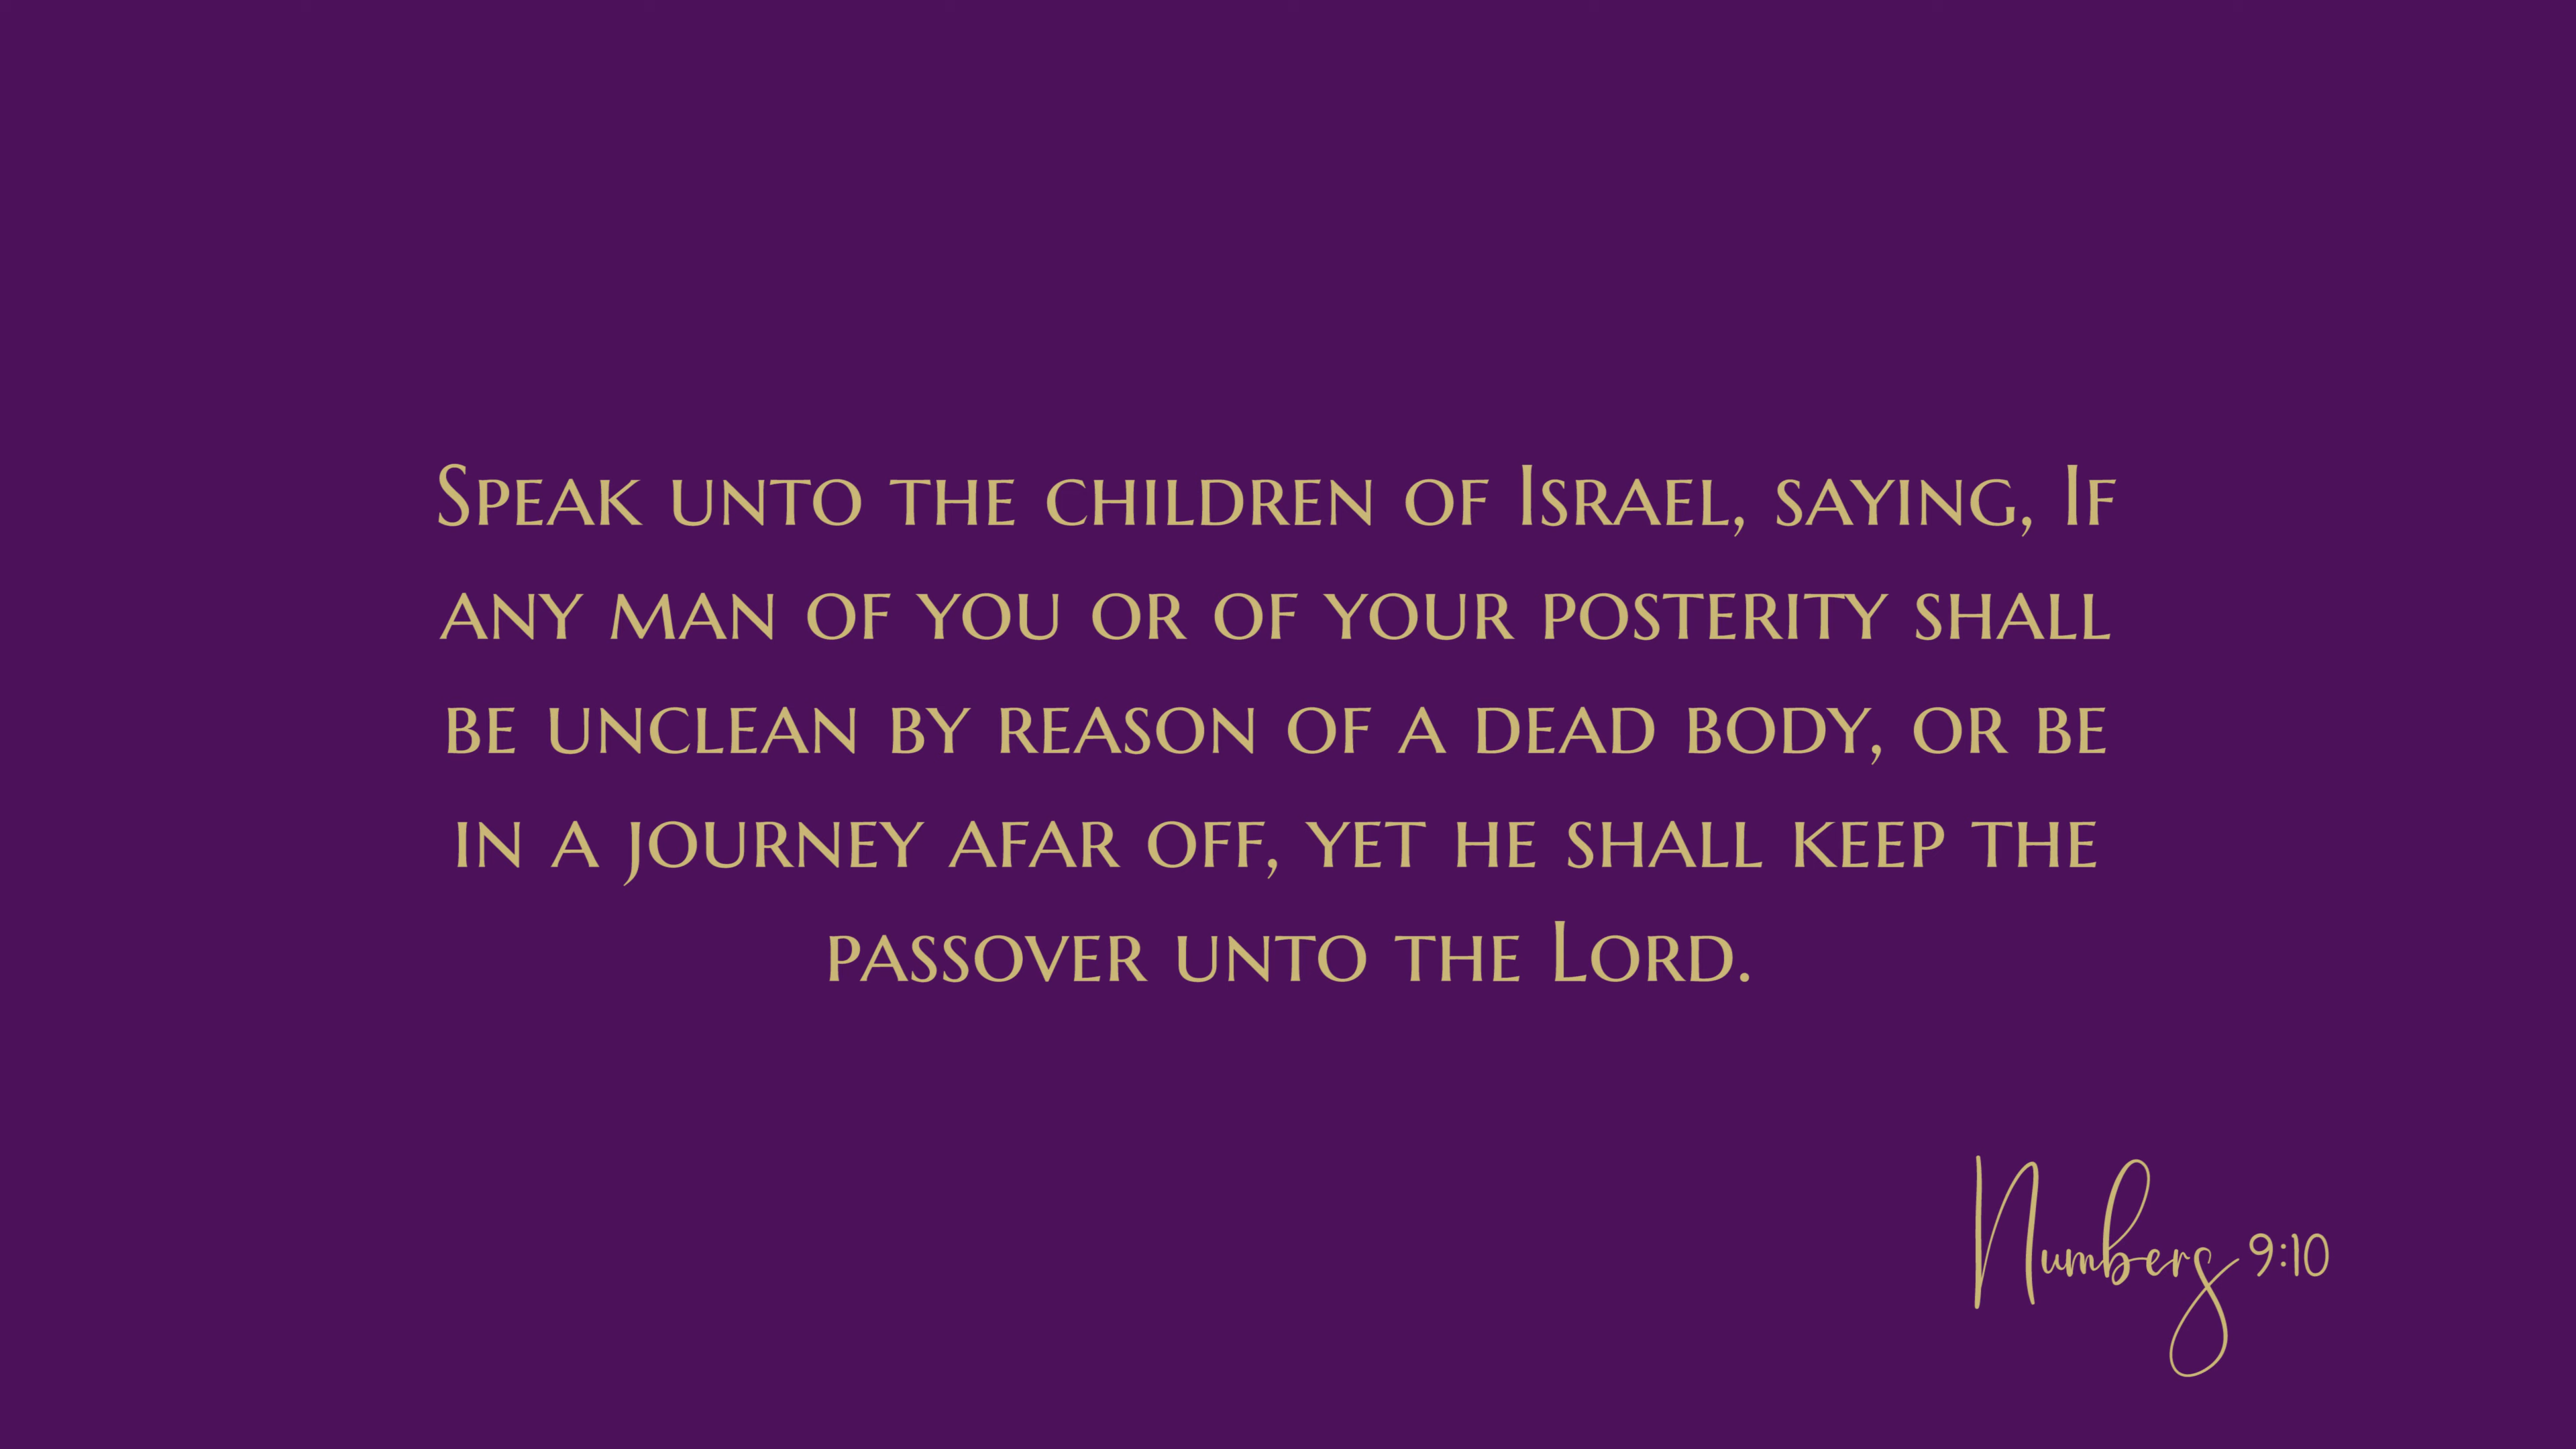 Speak unto the children of Israel, saying, If
any man of you or of your posterity shall
be unclean by reason of a dead body, or be
in a journey afar off, yet he shall keep the
passover unto the Lord.
Numbers 9:10